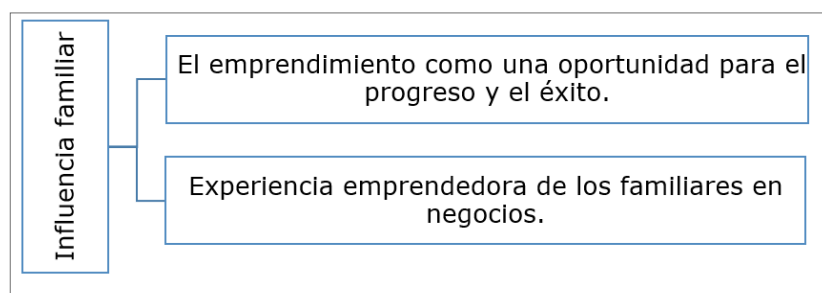 Influencia familiar
El emprendimiento como una oportunidad para el
progreso y el éxito.
Experiencia emprendedora de los familiares en
negocios.